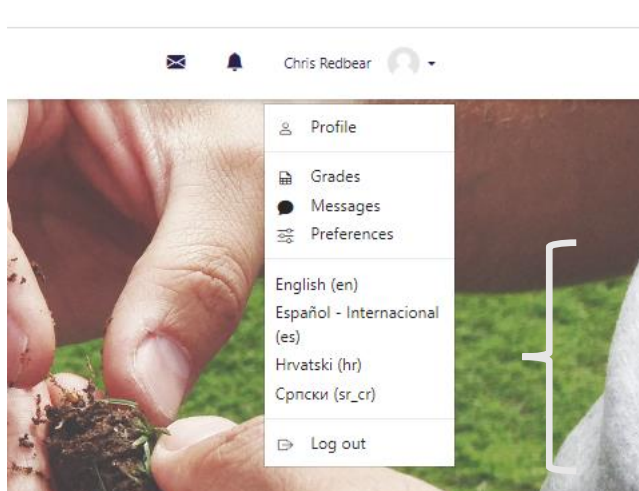 Chris Redbear
Profile
Grades
Messages
Preferences
English (en)
Español - Internacional
(es)
Hrvatski (hr)
Српски (sr_cr)
Log out